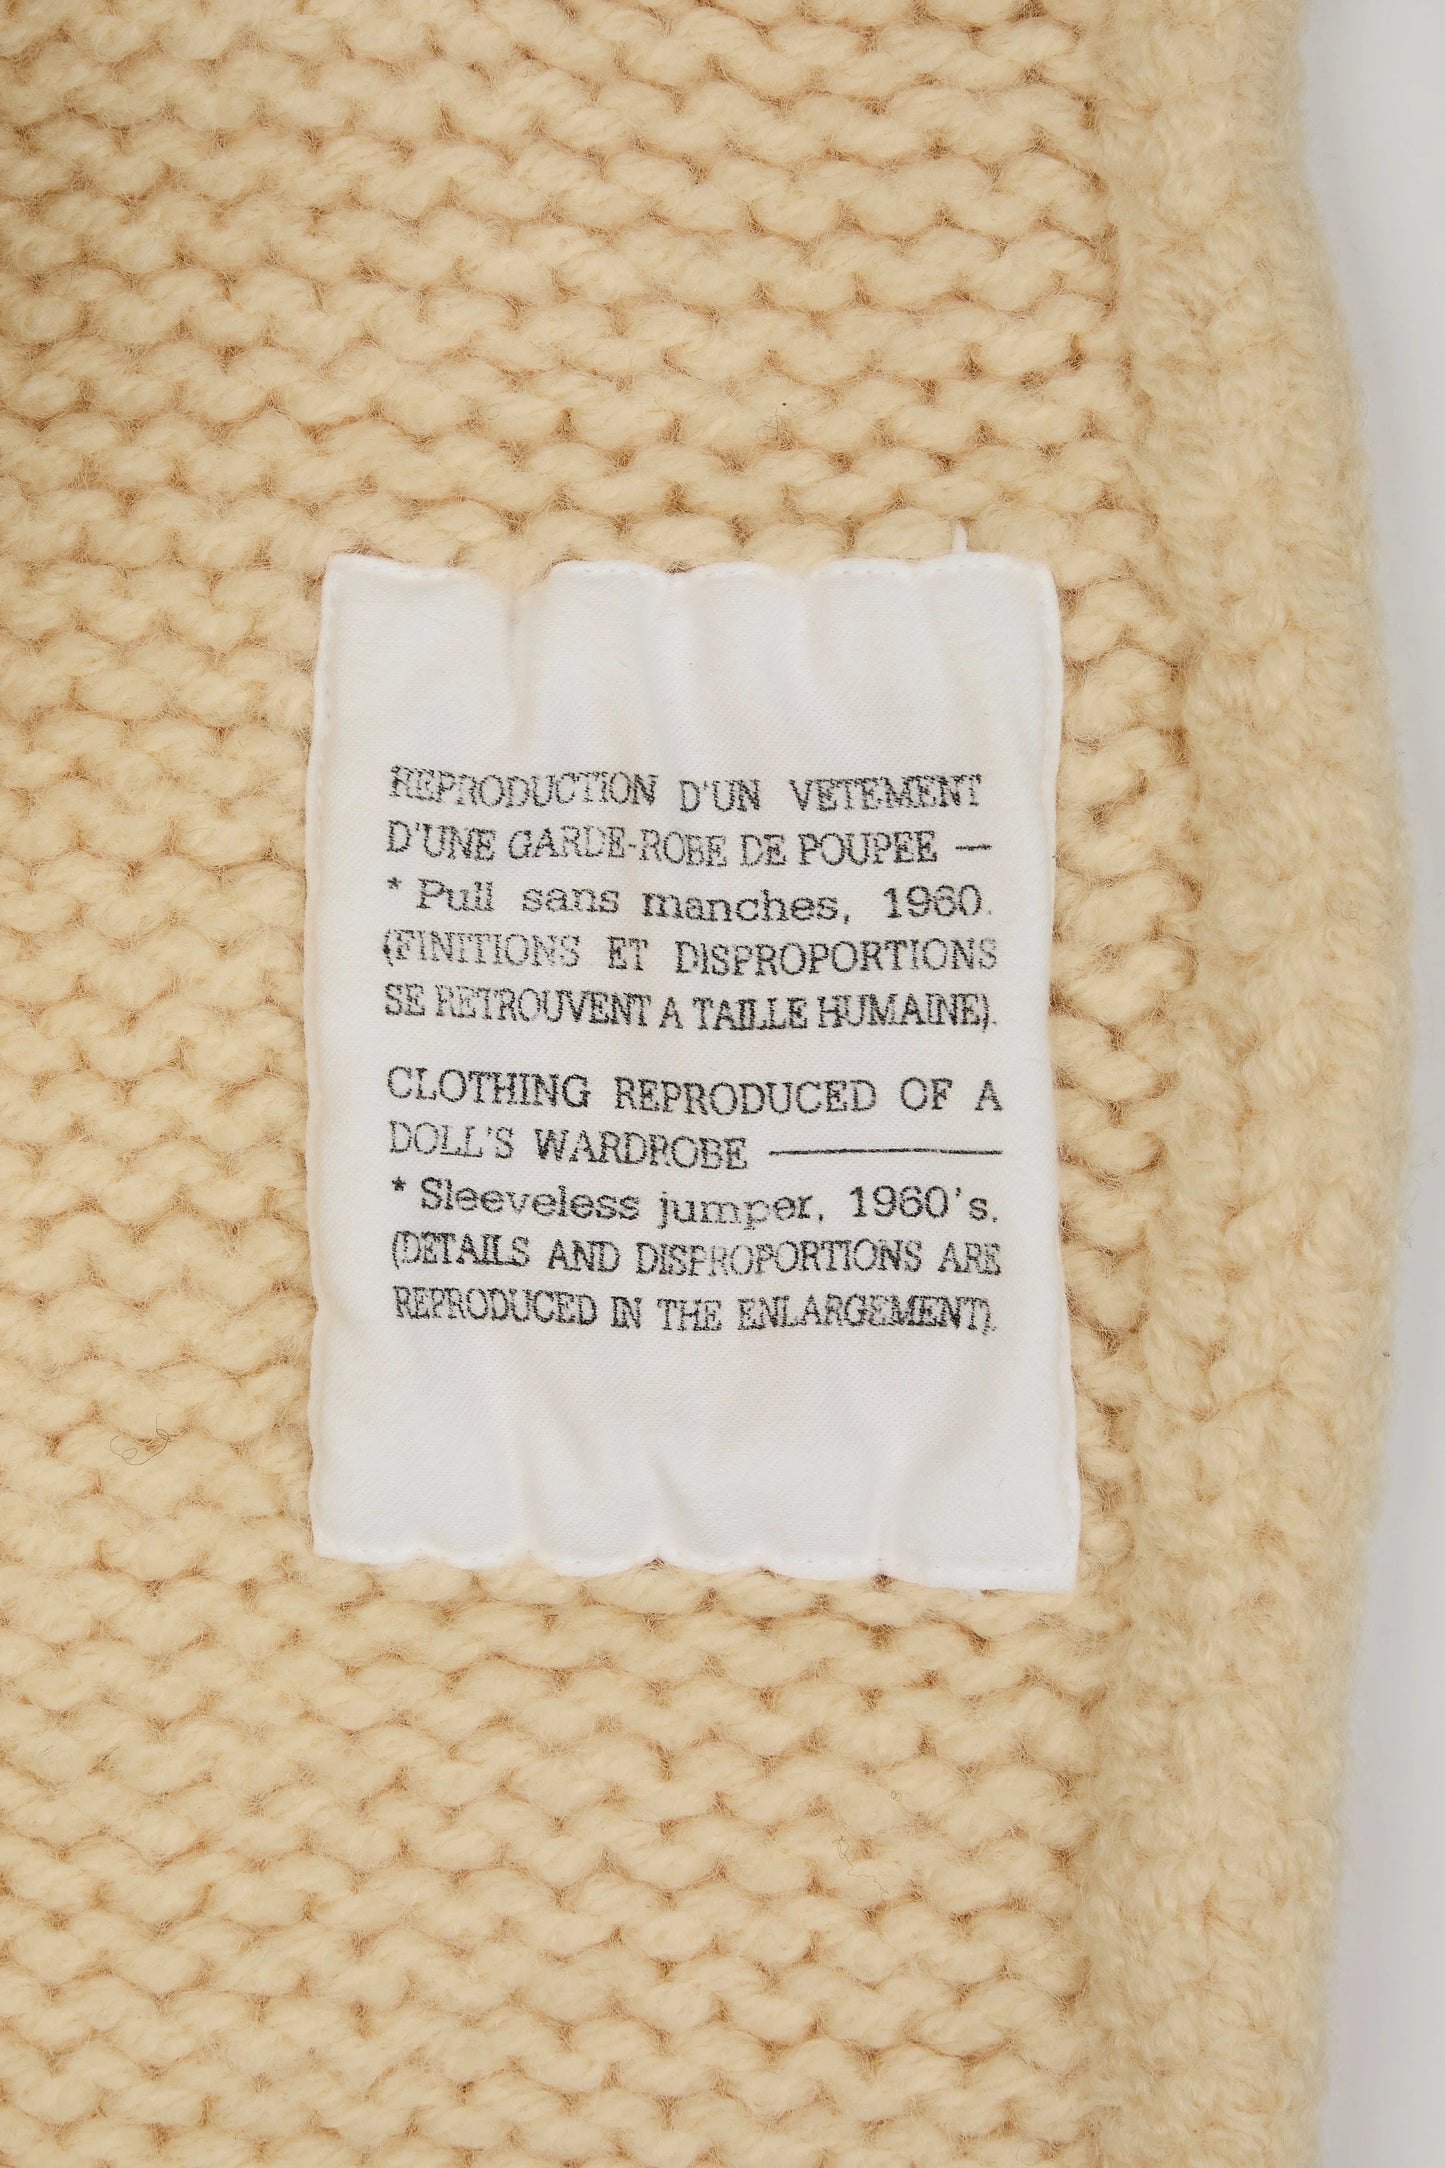 REPRODUCTION D'UN VETEMENT
D'UNE GARDE-ROBE DE POUPEE —
* Pull sans manches, 1960.
(FINITIONS ET DISPROPORTIONS
SE RETROUVENT A TAILLE HUMAINE).
CLOTHING REPRODUCED OF A
DOLL'S WARDROBE ———
* Sleeveless jumper, 1960's.
(DETAILS AND DISPROPORTIONS ARE
REPRODUCED IN THE ENLARGEMENT).